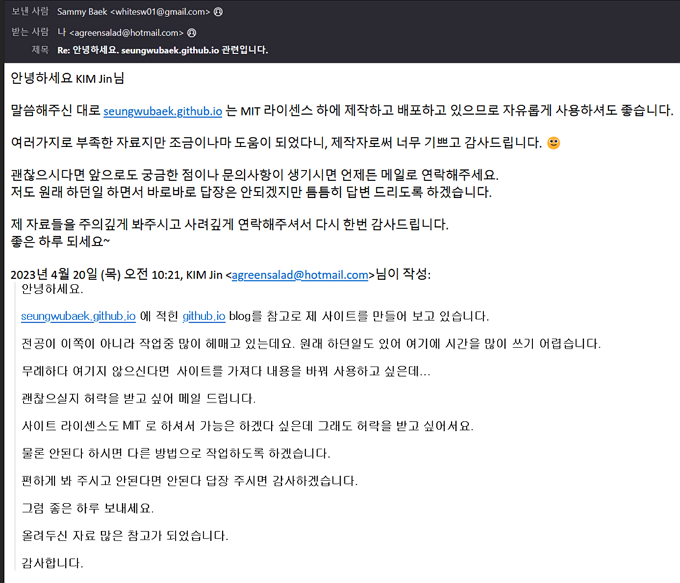 보낸 사람 Sammy Baek <whitesw01@gmail.com>
받는 사람 나 <agreensalad@hotmail.com>
제목 Re: 안녕하세요. seungwubaek.github.io 관련입니다.
안녕하세요 KIM Jin님
말씀해주신 대로 seungwubaek.github.io 는 MIT 라이센스 하에 제작하고 배포하고 있으므로 자유롭게 사용하셔도 좋습니다.
여러가지로 부족한 자료지만 조금이나마 도움이 되었다니, 제작자로써 너무 기쁘고 감사드립니다. 🙂
괜찮으시다면 앞으로도 궁금한 점이나 문의사항이 생기시면 언제든 메일로 연락해주세요.
저도 원래 하던일 하면서 바로바로 답장은 안되겠지만 틈틈히 답변 드리도록 하겠습니다.
제 자료들을 주의깊게 봐주시고 사려깊게 연락해주셔서 다시 한번 감사드립니다.
좋은 하루 되세요~
2023년 4월 20일 (목) 오전 10:21, KIM Jin <agreensalad@hotmail.com>님이 작성:
안녕하세요.
seungwubaek.github.io 에 적힌 github.io blog를 참고로 제 사이트를 만들어 보고 있습니다.
전공이 이쪽이 아니라 작업중 많이 헤매고 있는데요. 원래 하던일도 있어 여기에 시간을 많이 쓰기 어렵습니다.
무례하다 여기지 않으신다면 사이트를 가져다 내용을 바꿔 사용하고 싶은데...
괜찮으실지 허락을 받고 싶어 메일 드립니다.
사이트 라이센스도 MIT 로 하셔서 가능은 하겠다 싶은데 그래도 허락을 받고 싶어서요.
물론 안된다 하시면 다른 방법으로 작업하도록 하겠습니다.
편하게 봐 주시고 안된다면 안된다 답장 주시면 감사하겠습니다.
그럼 좋은 하루 보내세요.
올려두신 자료 많은 참고가 되었습니다.
감사합니다.